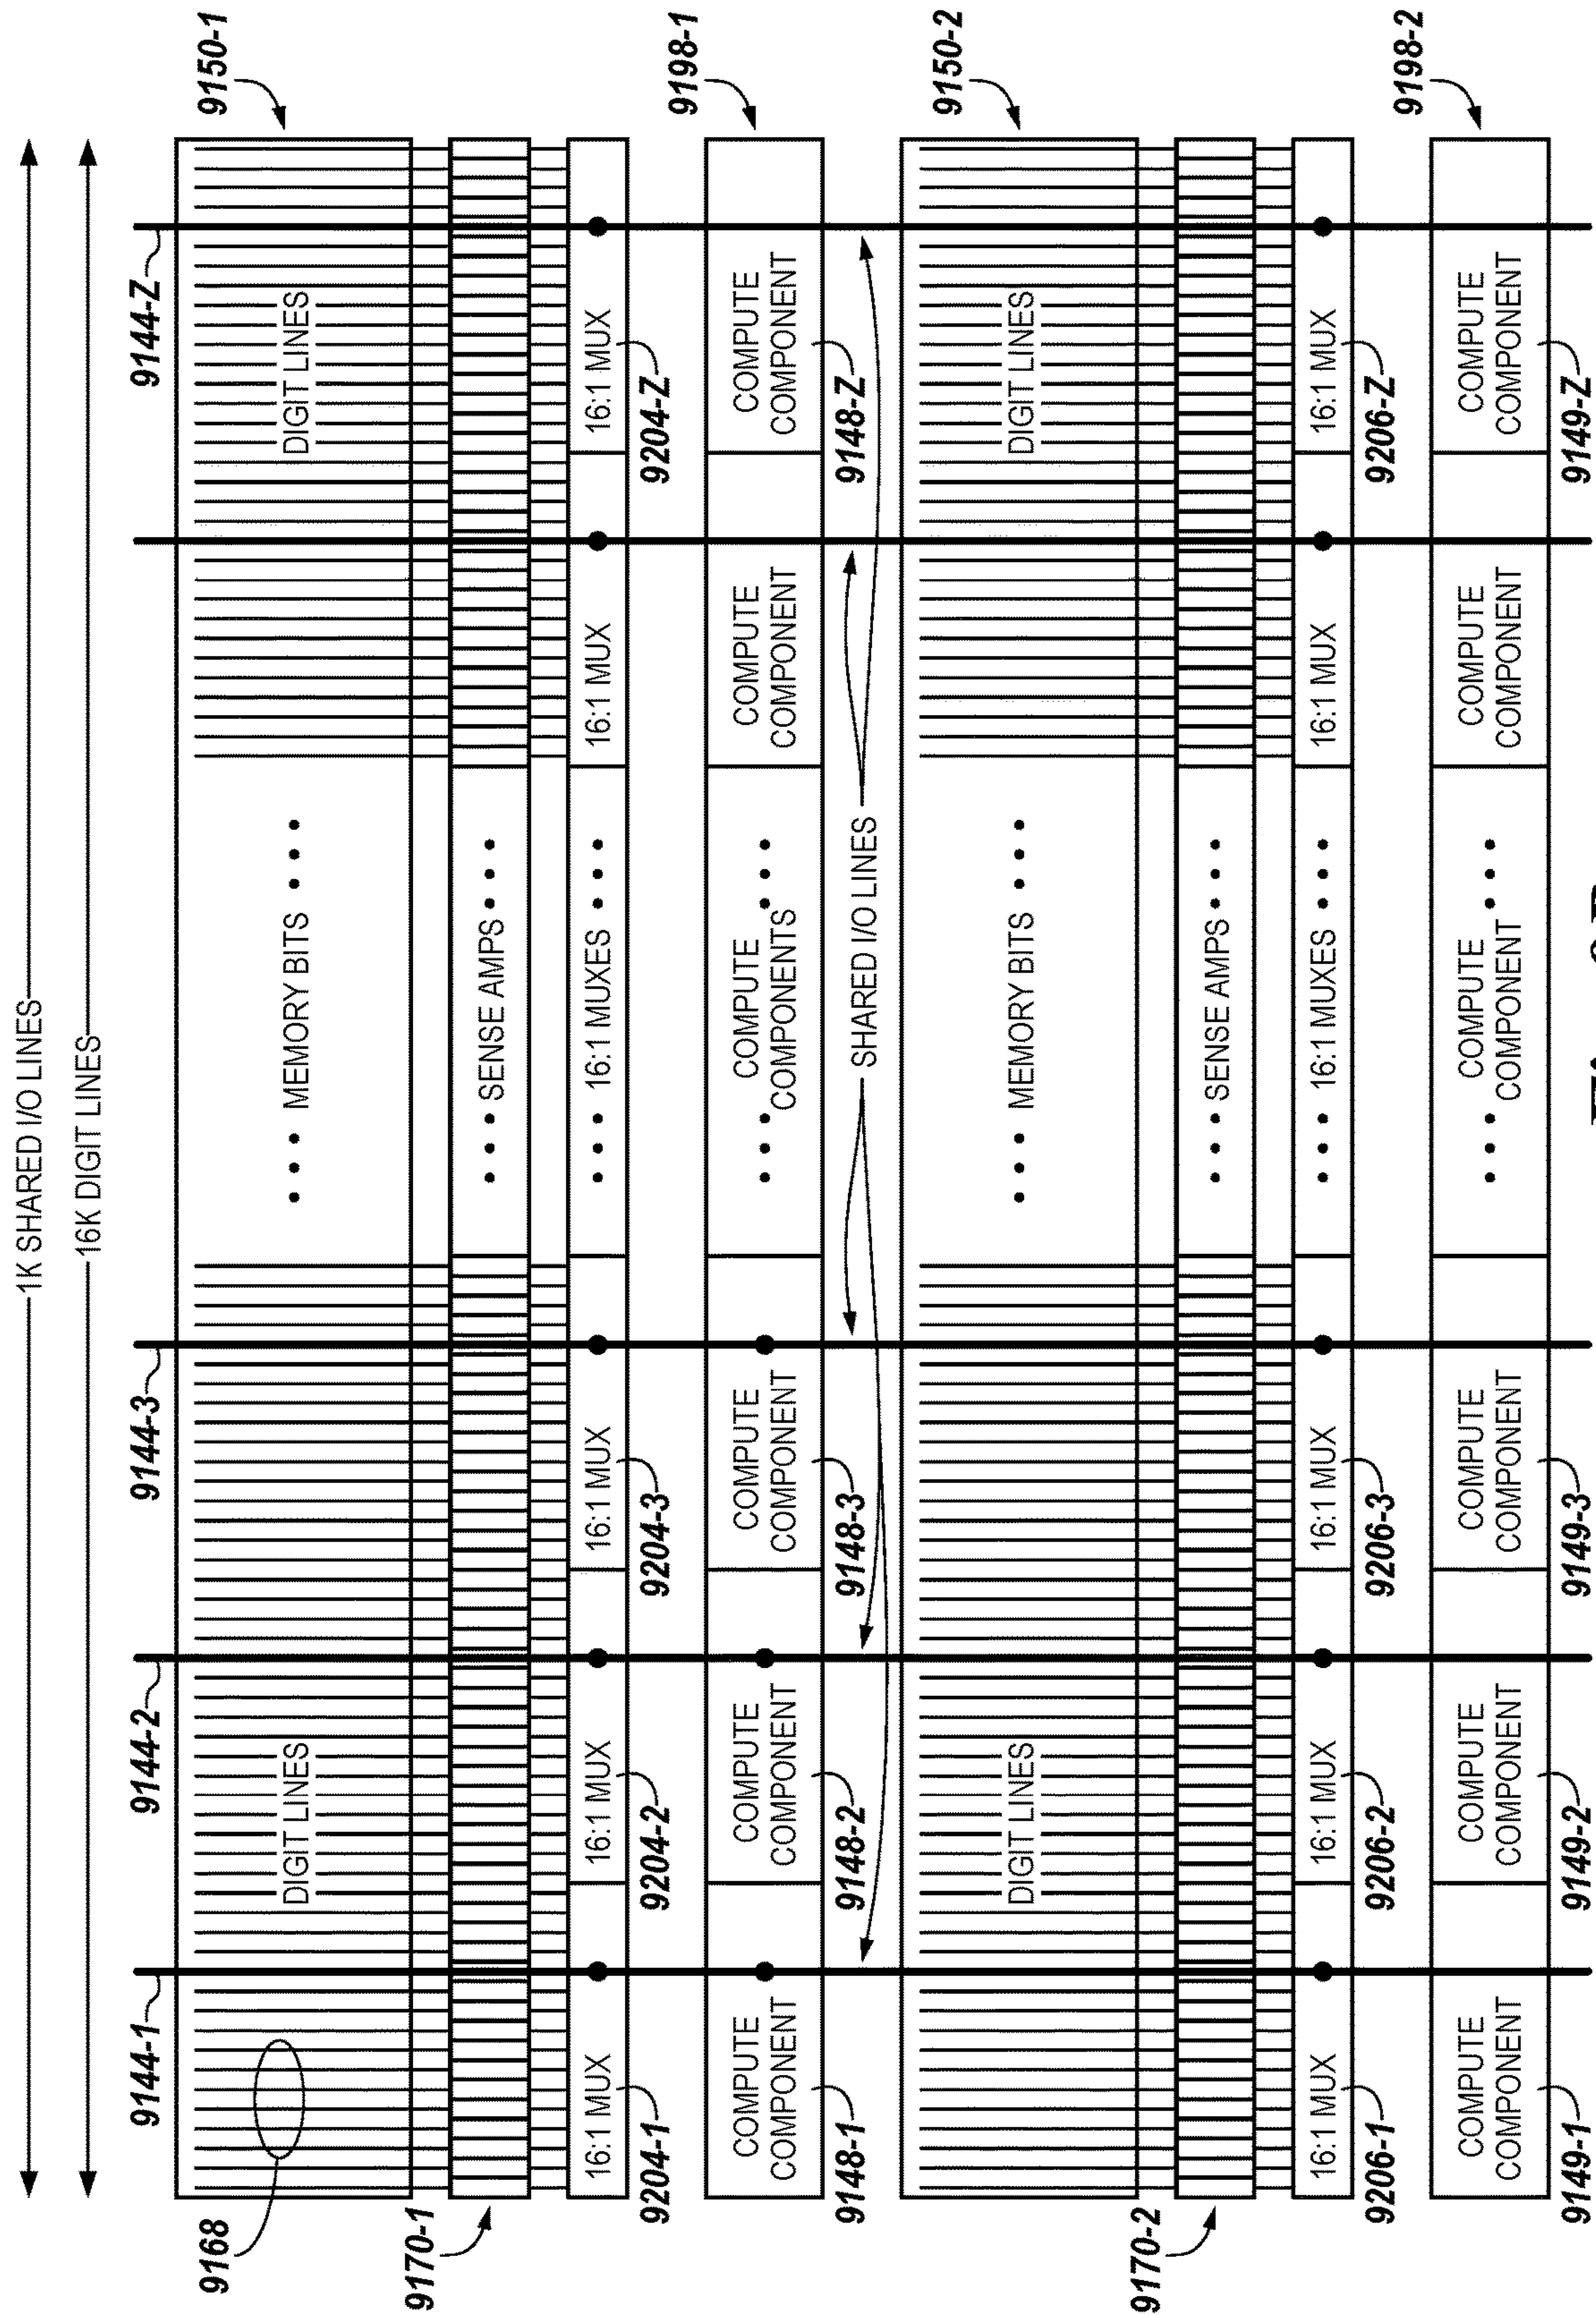 1K SHARED I/O LINES
16K DIGIT LINES
9144-1
9144-2
9144-3
9144-Z
9168
9150-1
DIGIT LINES
• • • MEMORY BITS • • •
DIGIT LINES
9170-1
• • • SENSE AMPS • • •
16:1 MUX
16:1 MUX
16:1 MUX
• • • 16:1 MUXES • • •
16:1 MUX
16:1 MUX
9204-1
9204-2
9204-3
9204-Z
9198-1
COMPUTE
COMPONENT
COMPUTE
COMPONENT
COMPUTE
COMPONENT
COMPUTE
• • • COMPONENTS • • •
COMPUTE
COMPONENT
COMPUTE
COMPONENT
9148-1
9148-2
9148-3
9148-Z
SHARED I/O LINES
9150-2
DIGIT LINES
• • • MEMORY BITS • • •
DIGIT LINES
9170-2
• • • SENSE AMPS • • •
16:1 MUX
16:1 MUX
16:1 MUX
• • • 16:1 MUXES • • •
16:1 MUX
16:1 MUX
9206-1
9206-2
9206-3
9206-Z
9198-2
COMPUTE
COMPONENT
COMPUTE
COMPONENT
COMPUTE
COMPONENT
COMPUTE
• • • COMPONENT • • •
COMPUTE
COMPONENT
COMPUTE
COMPONENT
9149-1
9149-2
9149-3
9149-Z